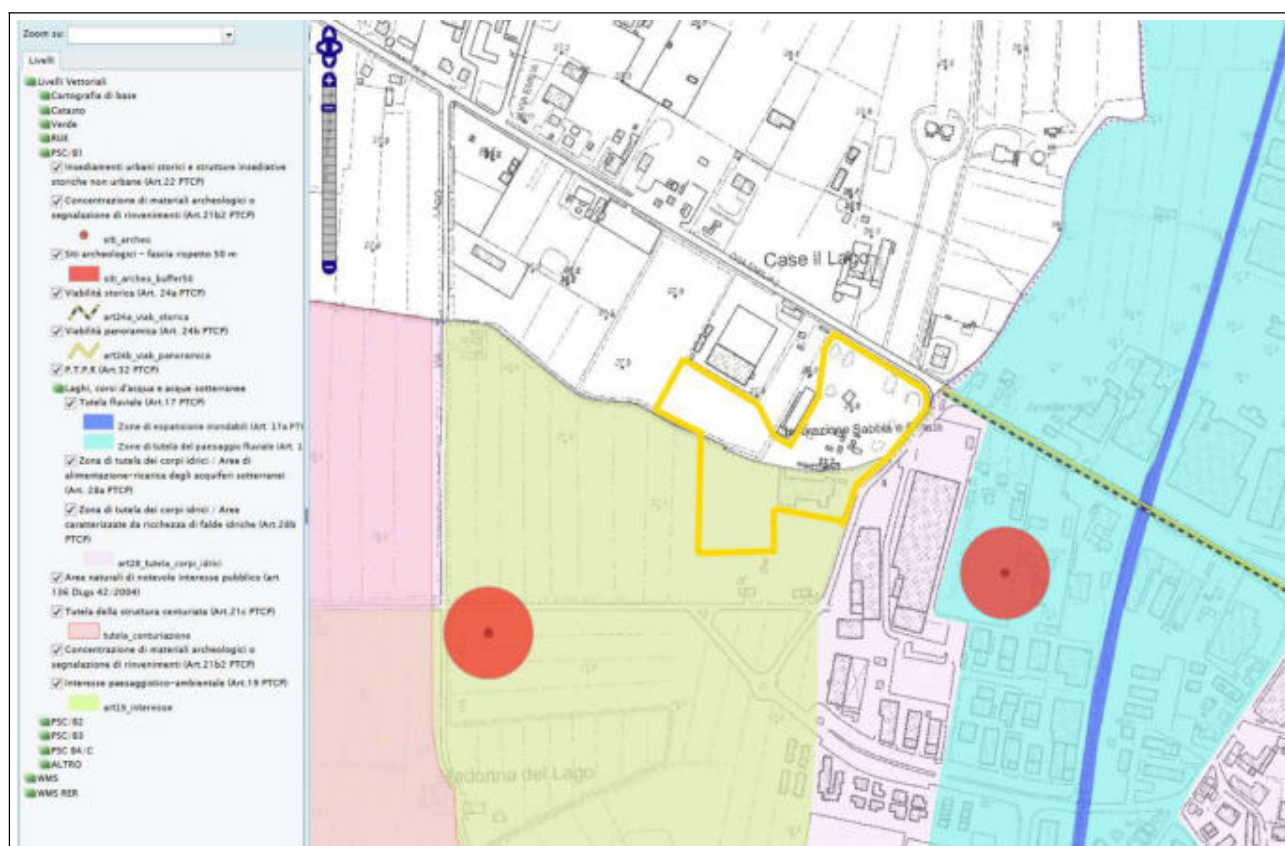 Zoom su:
Livelli
Livelli Vettoriali
Cartografia di base
Catasto
Verde
RUE
PSC/B1
Insediamenti urbani storici e strutture insediative
storiche non urbane (Art.22 PTCP)
Concentrazione di materiali archeologici o
segnalazione di rinvenimenti (Art.21b2 PTCP)
siti_archeo
Siti archeologici - fascia rispetto 50 m
siti_archeo_buffer50
Viabilità storica (Art. 24a PTCP)
art24a_viab_storica
Viabilità panoramica (Art. 24b PTCP)
art24b_viab_panoramica
P.T.P.R (Art.32 PTCP)
Laghi, corsi d'acqua e acque sotterranee
Tutela fluviale (Art.17 PTCP)
Zone di espansione inondabili (Art. 17a PT
Zone di tutela del paesaggio fluviale (Art. 1
Zona di tutela dei corpi idrici / Area di
alimentazione-ricarica degli acquiferi sotterranei
(Art. 28a PTCP)
Zona di tutela dei corpi idrici / Aree
caratterizzate da ricchezza di falde idriche (Art.28b
PTCP)
art28_tutela_corpi_idrici
Aree naturali di notevole interesse pubblico (art
136 DLgs 42/2004)
Tutela della struttura centuriata (Art.21c PTCP)
tutela_centuriazione
Concentrazione di materiali archeologici o
segnalazione di rinvenimenti (Art.21b2 PTCP)
Interesse paesaggistico-ambientale (Art.19 PTCP)
art19_interesse
PSC/B2
PSC/B3
PSC B4/C
ALTRO
WMS
WMS RER
Case il Lago
Sabbia e
adonna del Lago